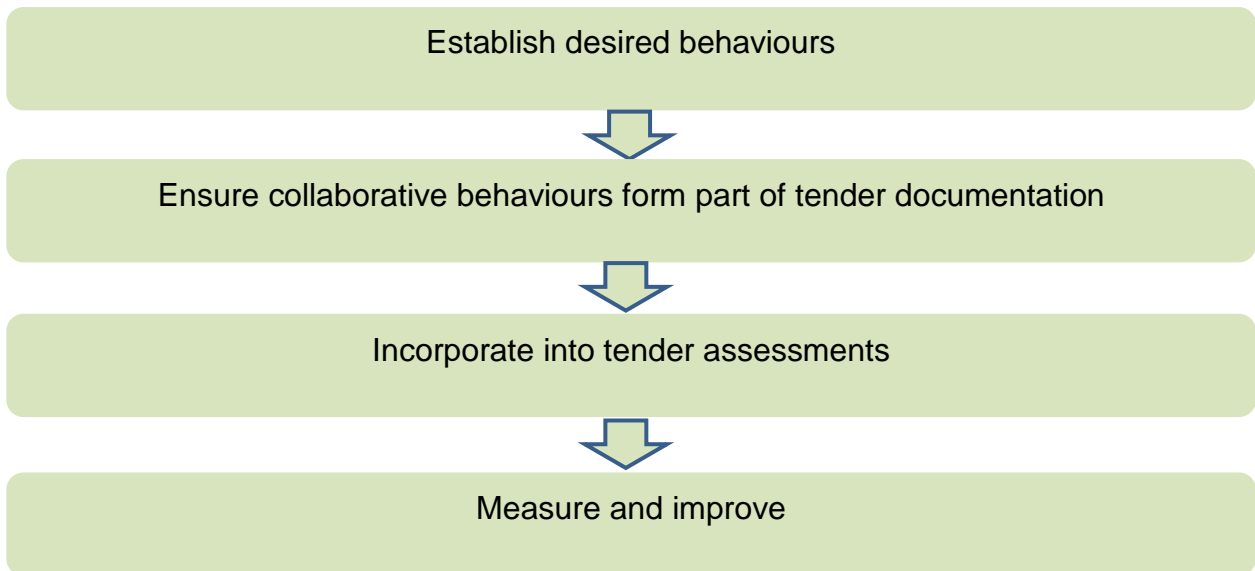 Establish desired behaviours
Ensure collaborative behaviours form part of tender documentation
Incorporate into tender assessments
Measure and improve